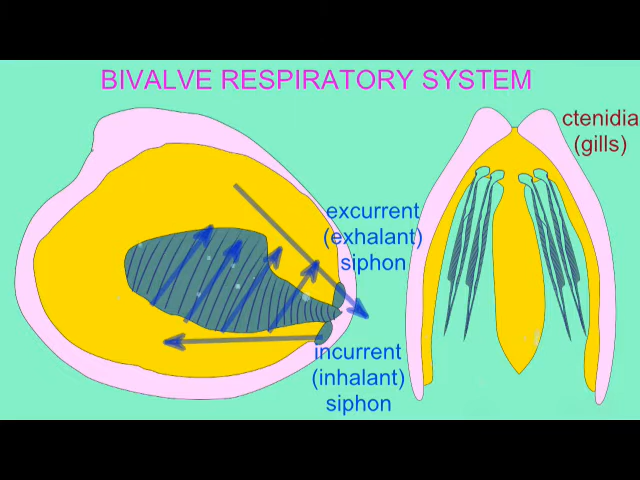 BIVALVE RESPIRATORY SYSTEM
ctenidia
(gills)
excurrent
(exhalant)
siphon
incurrent
(inhalant)
siphon